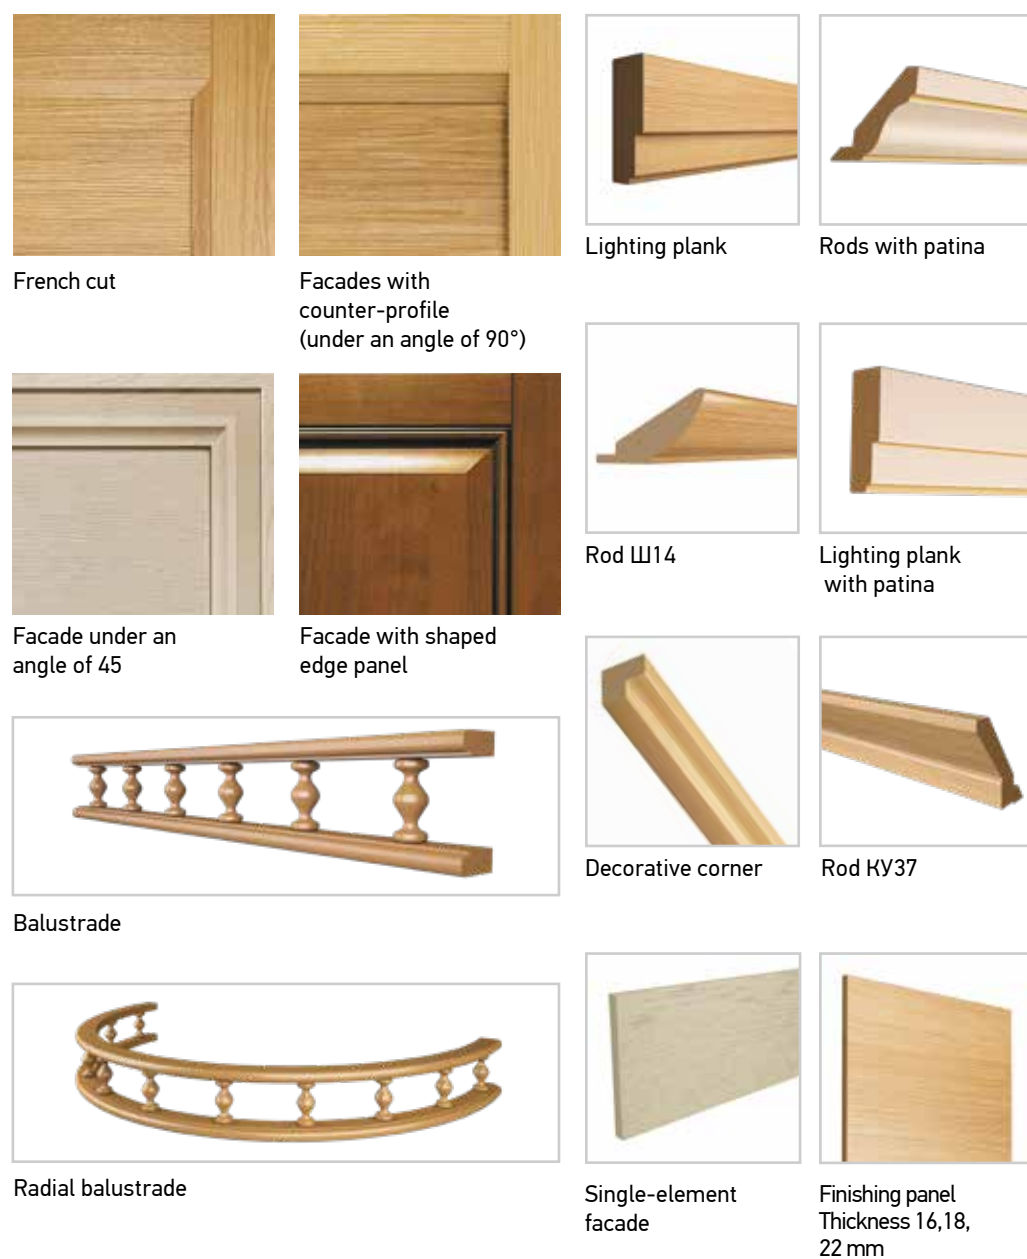 French cut
Facades with
counter-profile
(under an angle of 90°)
Lighting plank
Rods with patina
Rod Ш14
Lighting plank
with patina
Facade under an
angle of 45
Facade with shaped
edge panel
Decorative corner
Rod КУ37
Balustrade
Radial balustrade
Single-element
facade
Finishing panel
Thickness 16,18,
22 mm